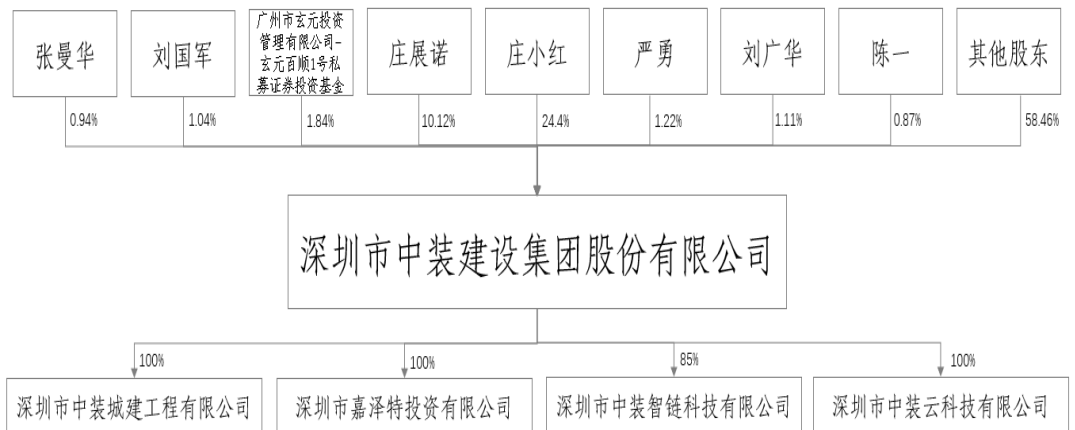 张曼华
刘国军
广州市玄元投资
管理有限公司-
玄元百顺1号私
募证券投资基金
庄展诺
庄小红
严勇
刘广华
陈一
其他股东
0.94%
1.04%
1.84%
10.12%
24.4%
1.22%
1.11%
0.87%
58.46%
深圳市中装建设集团股份有限公司
100%
100%
85%
100%
深圳市中装城建工程有限公司
深圳市嘉泽特投资有限公司
深圳市中装智链科技有限公司
深圳市中装云科技有限公司